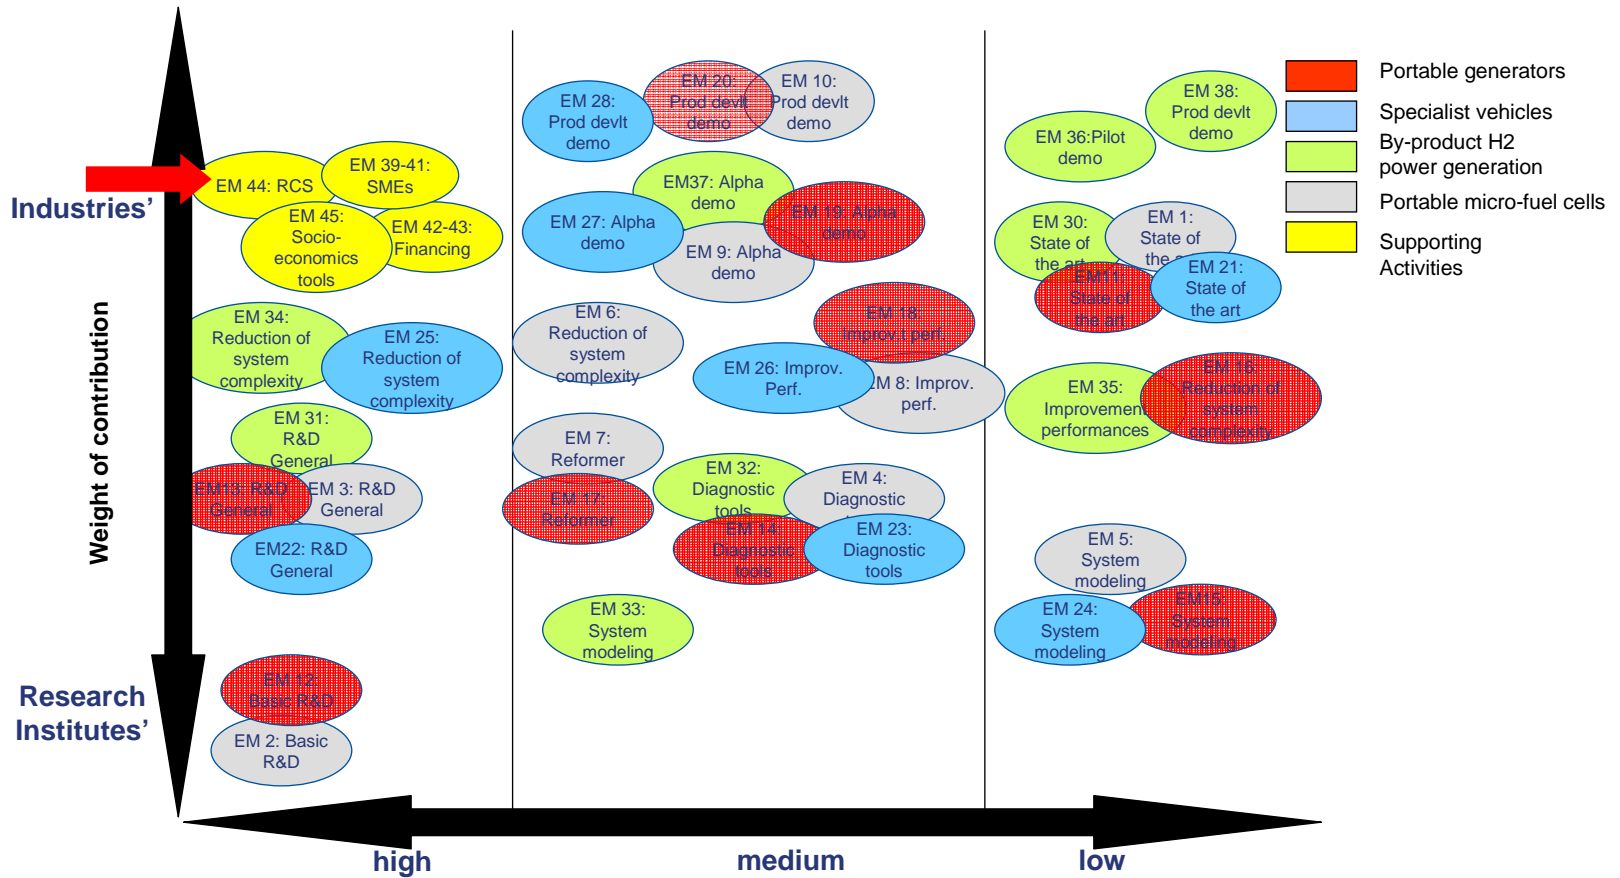 EM 28:
Prod devlt
demo
EM 20:
Prod devlt
demo
EM 10:
Prod devlt
demo
EM 36:Pilot
demo
EM 38:
Prod devlt
demo
Portable generators
Specialist vehicles
By-product H2
power generation
Portable micro-fuel cells
Supporting
Activities
Industries’
EM 44: RCS
EM 39-41:
SMEs
EM 45:
Socio-
economics
tools
EM 42-43:
Financing
EM37: Alpha
demo
EM 27: Alpha
demo
EM 19: Alpha
demo
EM 9: Alpha
demo
EM 30:
State of
the art
EM 1:
State of
the
EM11:
State of
the art
EM 21:
State of
the art
Weight of contribution
EM 34:
Reduction of
system
complexity
EM 25:
Reduction of
system
complexity
EM 6:
Reduction of
system
complexity
EM 18:
Improv't perf.
EM 26: Improv.
Perf.
EM 8: Improv.
perf.
EM 35:
Improvement
performances
EM 16:
Reduction of
system
complexity
EM 31:
R&D
General
EM13: R&D
General
EM 3: R&D
General
EM22: R&D
General
EM 7:
Reformer
EM 17:
Reformer
EM 32:
Diagnostic
tools
EM 4:
Diagnostic
EM 14:
Diagnostic
tools
EM 23:
Diagnostic
tools
EM 33:
System
modeling
EM 5:
System
modeling
EM 24:
System
modeling
EM15:
System
modeling
Research
Institutes’
EM 12:
Basic R&D
EM 2: Basic
R&D
high
medium
low